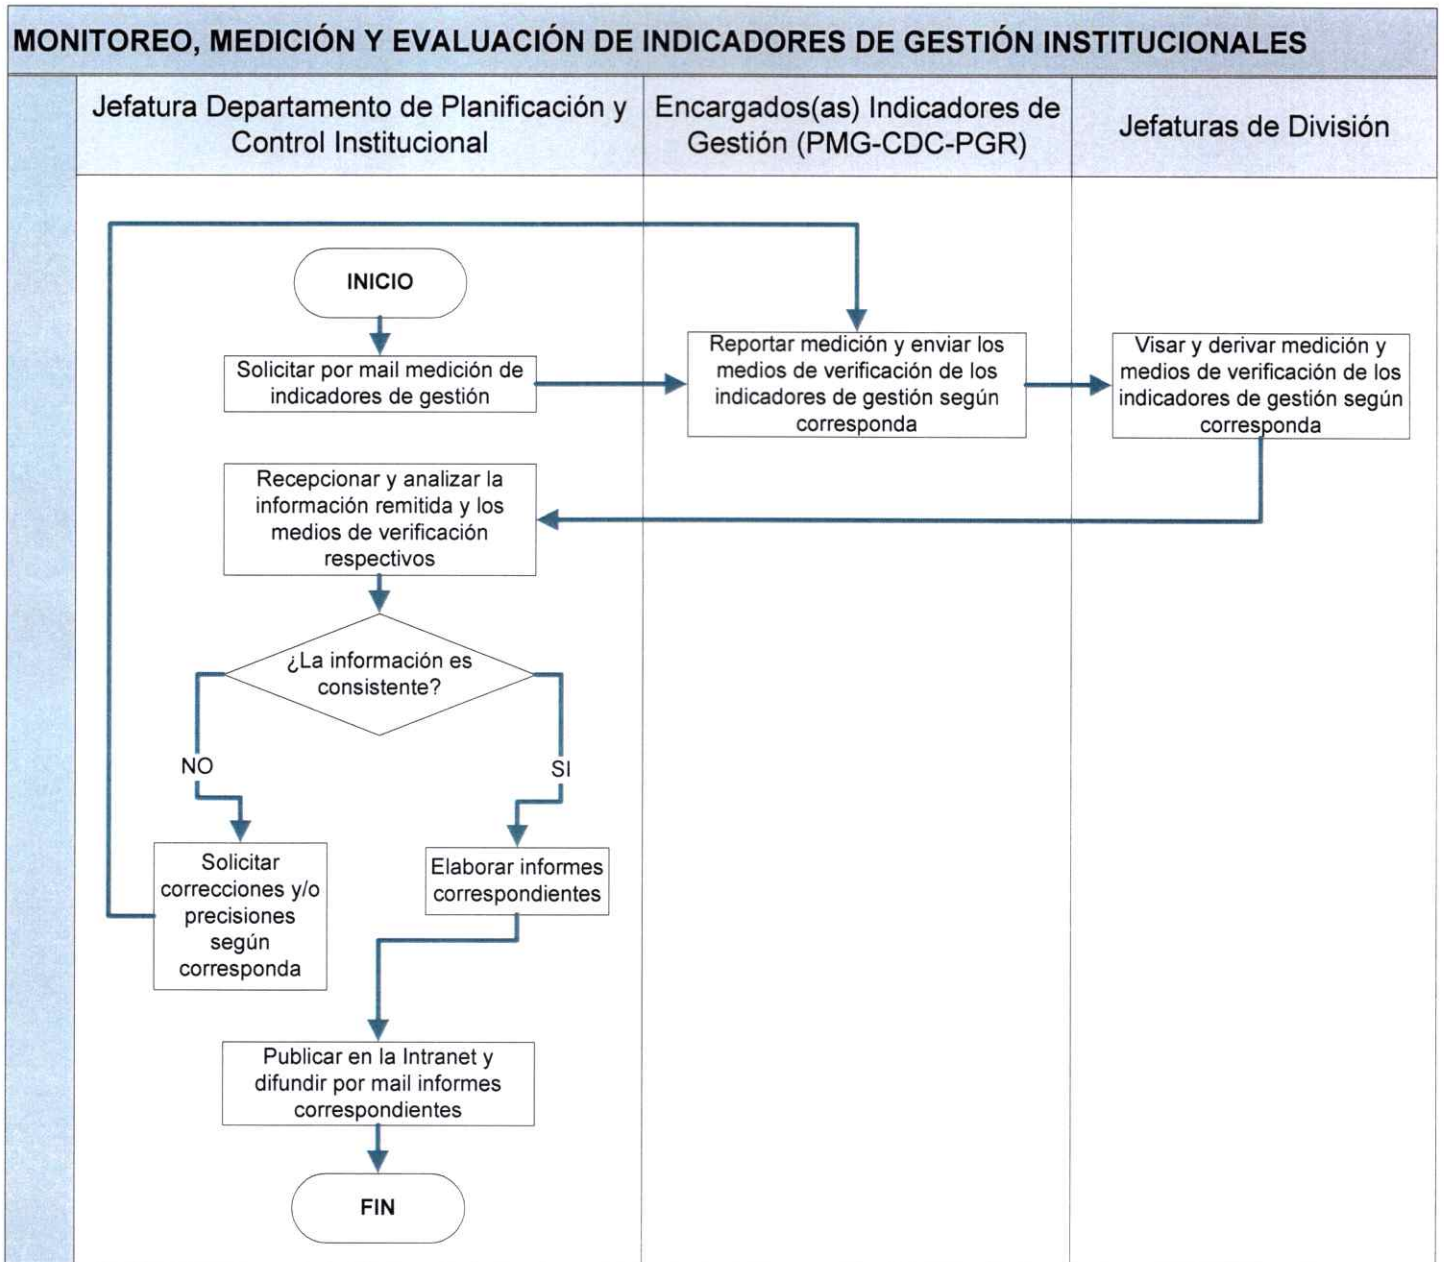 MONITOREO, MEDICIÓN Y EVALUACIÓN DE INDICADORES DE GESTIÓN INSTITUCIONALES
Jefatura Departamento de Planificación y
Control Institucional
Encargados(as) Indicadores de
Gestión (PMG-CDC-PGR)
Jefaturas de División
INICIO
Solicitar por mail medición de
indicadores de gestión
Reportar medición y enviar los
medios de verificación de los
indicadores de gestión según
corresponda
Visar y derivar medición y
medios de verificación de los
indicadores de gestión según
corresponda
Recepcionar y analizar la
información remitida y los
medios de verificación
respectivos
¿La información es
consistente?
NO
SI
Solicitar
correcciones y/o
precisiones
según
corresponda
Elaborar informes
correspondientes
Publicar en la Intranet y
difundir por mail informes
correspondientes
FIN